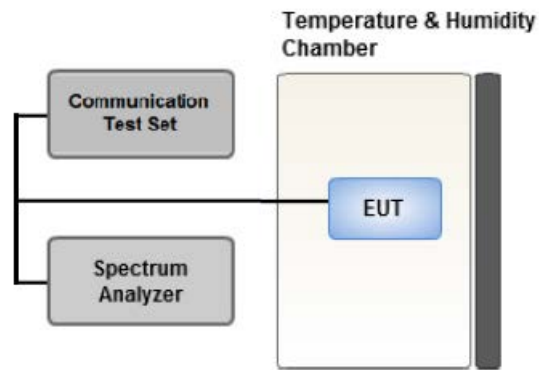 Temperature & Humidity
Chamber
Communication
Test Set
EUT
Spectrum
Analyzer